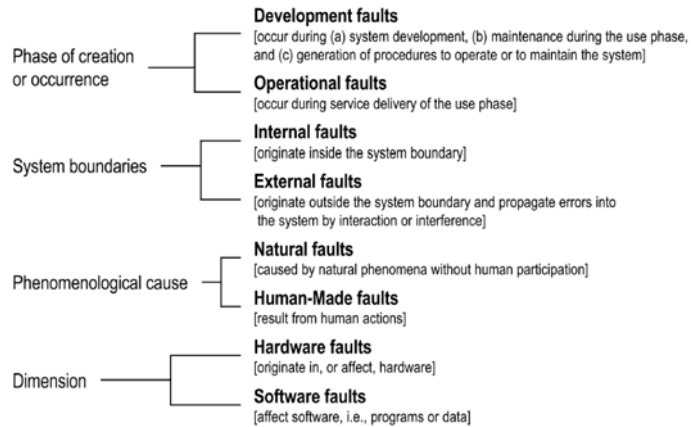 Phase of creation
or occurrence
Development faults
[occur during (a) system development, (b) maintenance during the use phase,
and (c) generation of procedures to operate or to maintain the system]
Operational faults
[occur during service delivery of the use phase]
System boundaries
Internal faults
[originate inside the system boundary]
External faults
[originate outside the system boundary and propagate errors into
the system by interaction or interference]
Phenomenological cause
Natural faults
[caused by natural phenomena without human participation]
Human-Made faults
[result from human actions]
Dimension
Hardware faults
[originate in, or affect, hardware]
Software faults
[affect software, i.e., programs or data]